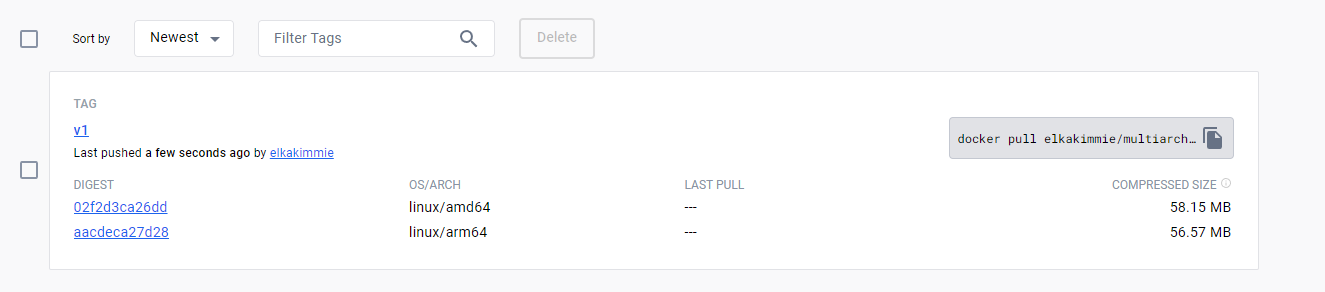 Sort by Newest Filter Tags Delete
TAG
v1
docker pull elkakimmie/multiarch…
Last pushed a few seconds ago by elkakimmie
DIGEST OS/ARCH LAST PULL COMPRESSED SIZE
02f2d3ca26dd linux/amd64 --- 58.15 MB
aacdeca27d28 linux/arm64 --- 56.57 MB